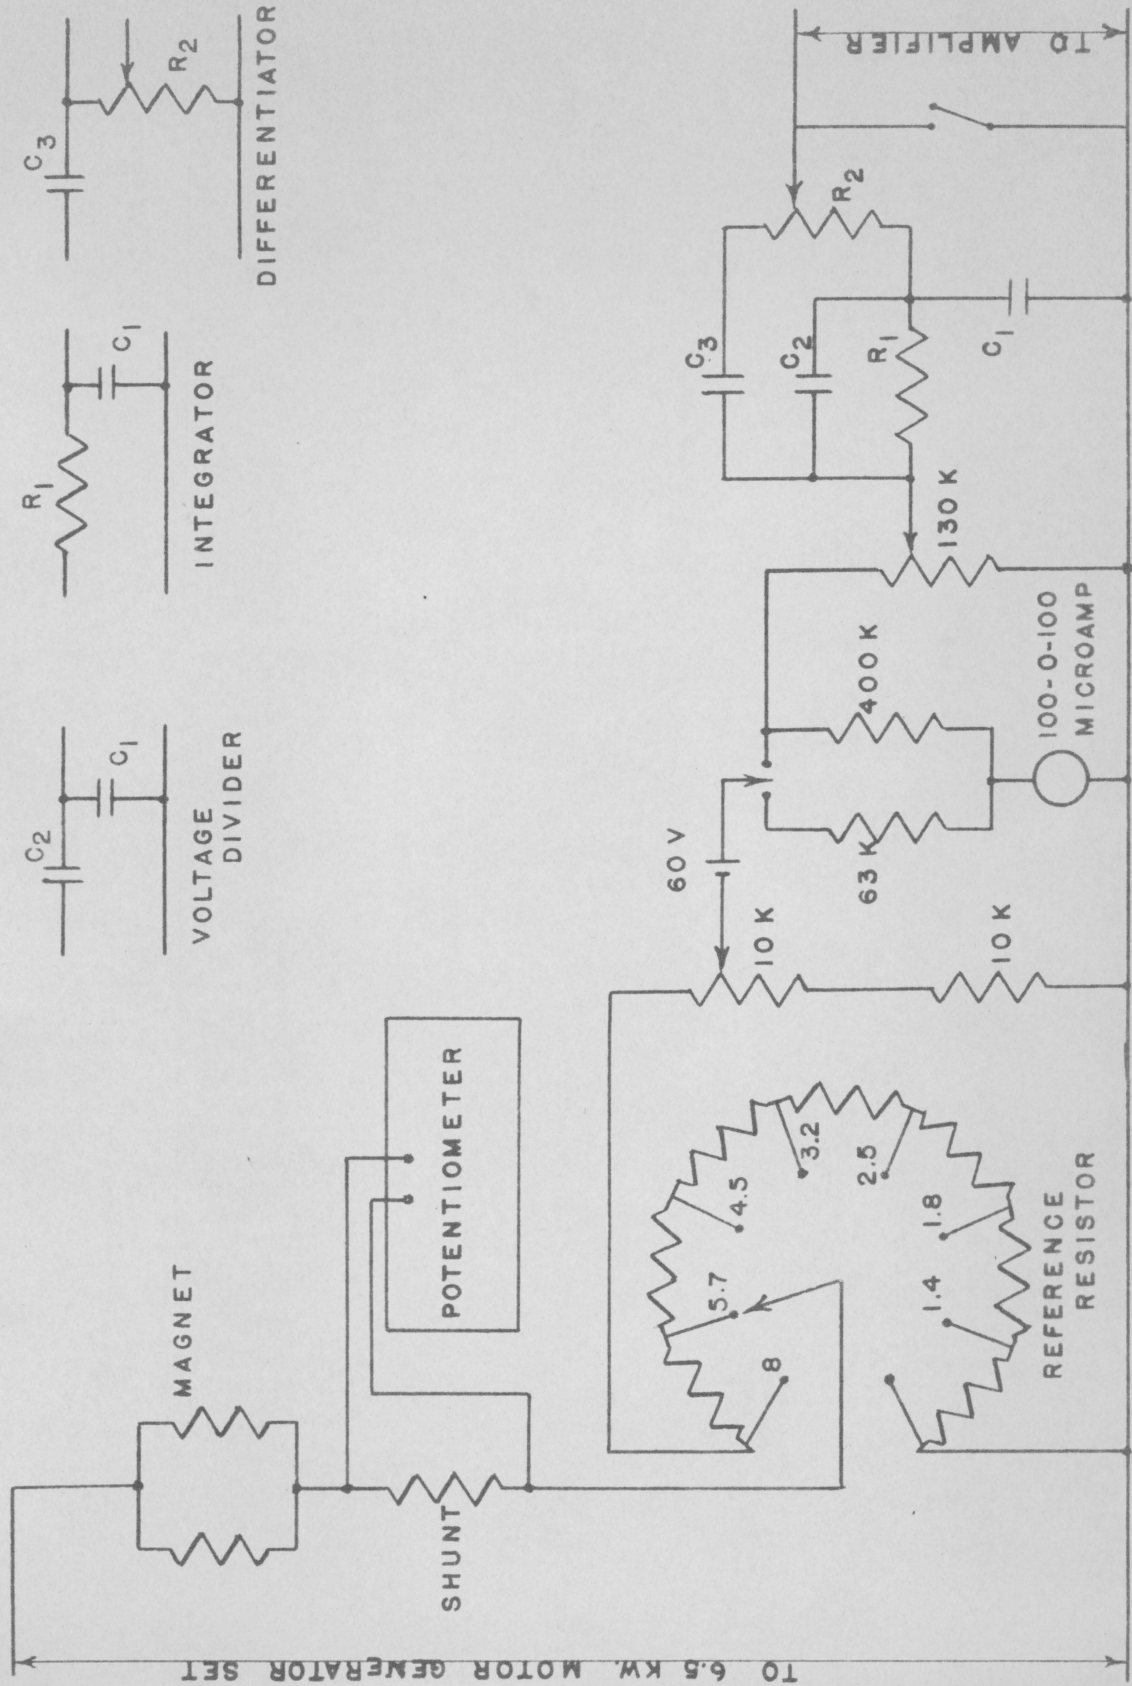 C2
C1
VOLTAGE
DIVIDER
R1
C1
INTEGRATOR
C3
R2
DIFFERENTIATOR
TO 6.5 KW. MOTOR GENERATOR SET
MAGNET
SHUNT
POTENTIOMETER
8
5.7
4.5
3.2
2.5
1.8
1.4
REFERENCE
RESISTOR
10 K
10 K
60 V
63 K
400 K
100-0-100
MICROAMP
130 K
C3
C2
R1
C1
R2
TO AMPLIFIER